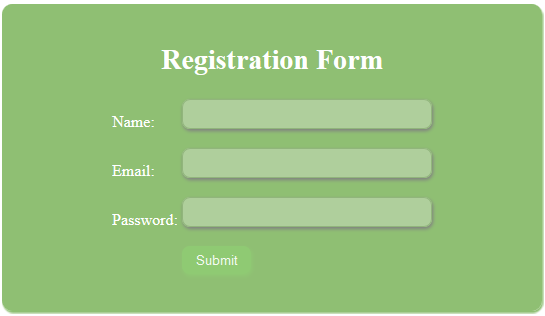 Registration Form
Name:
Email:
Password:
Submit